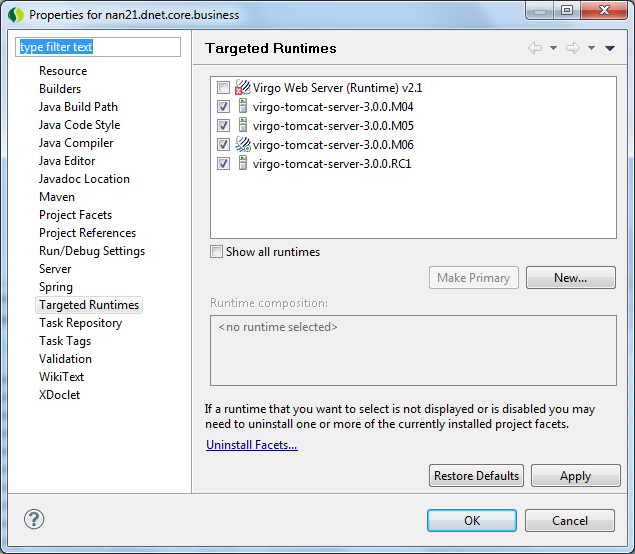 Properties for nan21.dnet.core.business
type filter text
Resource
Builders
Java Build Path
Java Code Style
Java Compiler
Java Editor
Javadoc Location
Maven
Project Facets
Project References
Run/Debug Settings
Server
Spring
Targeted Runtimes
Task Repository
Task Tags
Validation
WikiText
XDoclet
Targeted Runtimes
Virgo Web Server (Runtime) v2.1
virgo-tomcat-server-3.0.0.M04
virgo-tomcat-server-3.0.0.M05
virgo-tomcat-server-3.0.0.M06
virgo-tomcat-server-3.0.0.RC1
Show all runtimes
Make Primary
New...
Runtime composition:
<no runtime selected>
If a runtime that you want to select is not displayed or is disabled you may
need to uninstall one or more of the currently installed project facets.
Uninstall Facets...
Restore Defaults
Apply
?
OK
Cancel